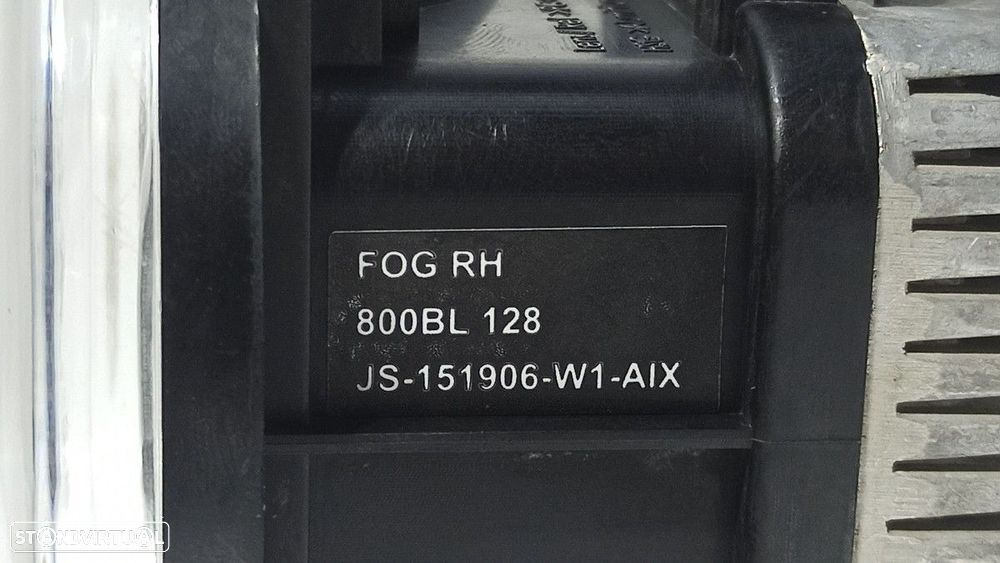 FOG RH
800BL 128
JS-151906-W1-AIX
STANDVIRTUAL